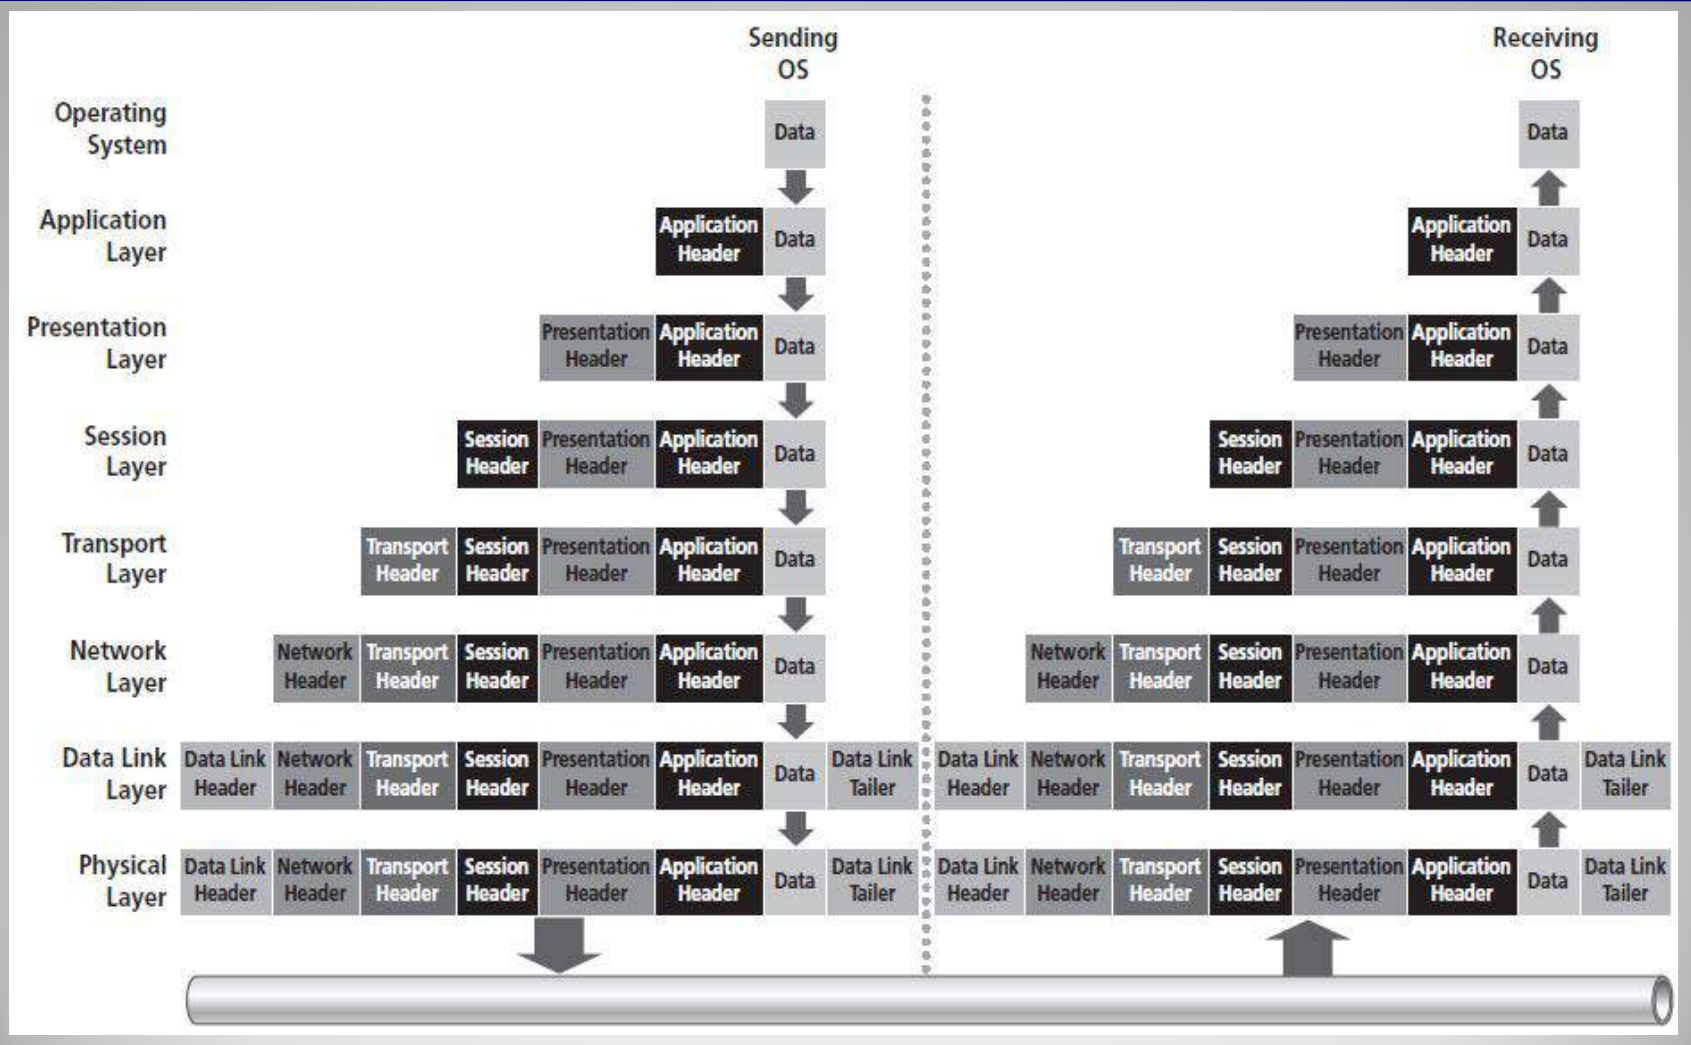 Sending
OS
Receiving
OS
Operating
System
Data
Data
Application
Layer
Application
Header
Data
Application
Header
Data
Presentation
Layer
Presentation
Header
Application
Header
Data
Presentation
Header
Application
Header
Data
Session
Layer
Session
Header
Presentation
Header
Application
Header
Data
Session
Header
Presentation
Header
Application
Header
Data
Transport
Layer
Transport
Header
Session
Header
Presentation
Header
Application
Header
Data
Transport
Header
Session
Header
Presentation
Header
Application
Header
Data
Network
Layer
Network
Header
Transport
Header
Session
Header
Presentation
Header
Application
Header
Data
Network
Header
Transport
Header
Session
Header
Presentation
Header
Application
Header
Data
Data Link
Layer
Data Link
Header
Network
Header
Transport
Header
Session
Header
Presentation
Header
Application
Header
Data
Data Link
Tailer
Data Link
Header
Network
Header
Transport
Header
Session
Header
Presentation
Header
Application
Header
Data
Data Link
Tailer
Physical
Layer
Data Link
Header
Network
Header
Transport
Header
Session
Header
Presentation
Header
Application
Header
Data
Data Link
Tailer
Data Link
Header
Network
Header
Transport
Header
Session
Header
Presentation
Header
Application
Header
Data
Data Link
Tailer